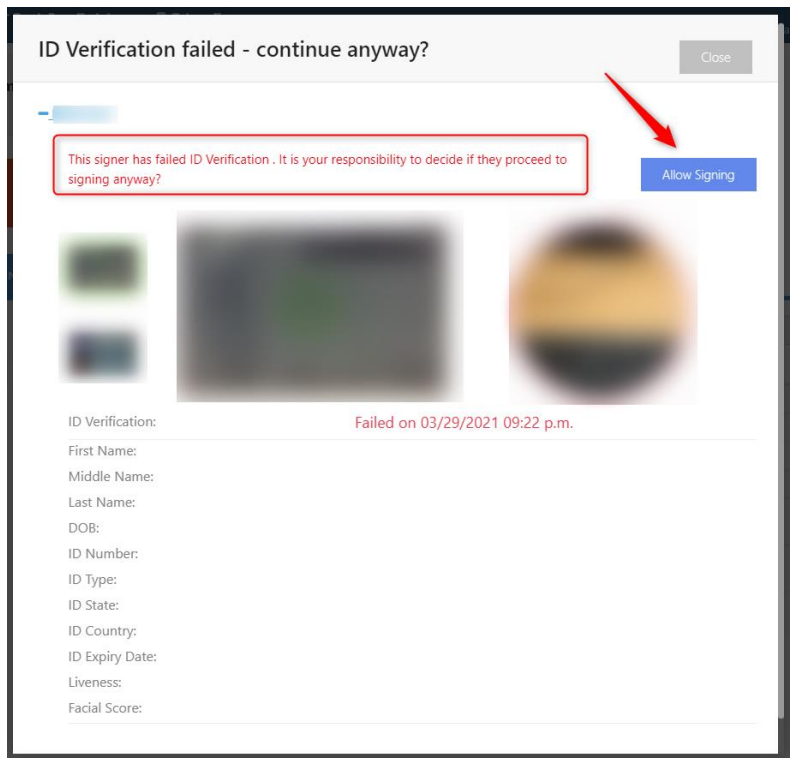 ID Verification failed - continue anyway?
Close
This signer has failed ID Verification . It is your responsibility to decide if they proceed to
signing anyway?
Allow Signing
ID Verification:
Failed on 03/29/2021 09:22 p.m.
First Name:
Middle Name:
Last Name:
DOB:
ID Number:
ID Type:
ID State:
ID Country:
ID Expiry Date:
Liveness:
Facial Score: